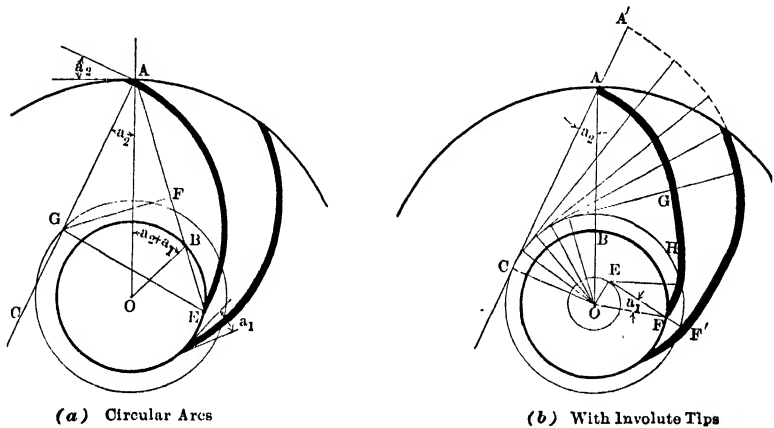 A
a2
a2
F
G
B
a2+a1
C
O
E
a1
(a) Circular Arcs
A'
A
a2
G
B
H
C
E
a1
O
F
F'
(b) With Involute Tips